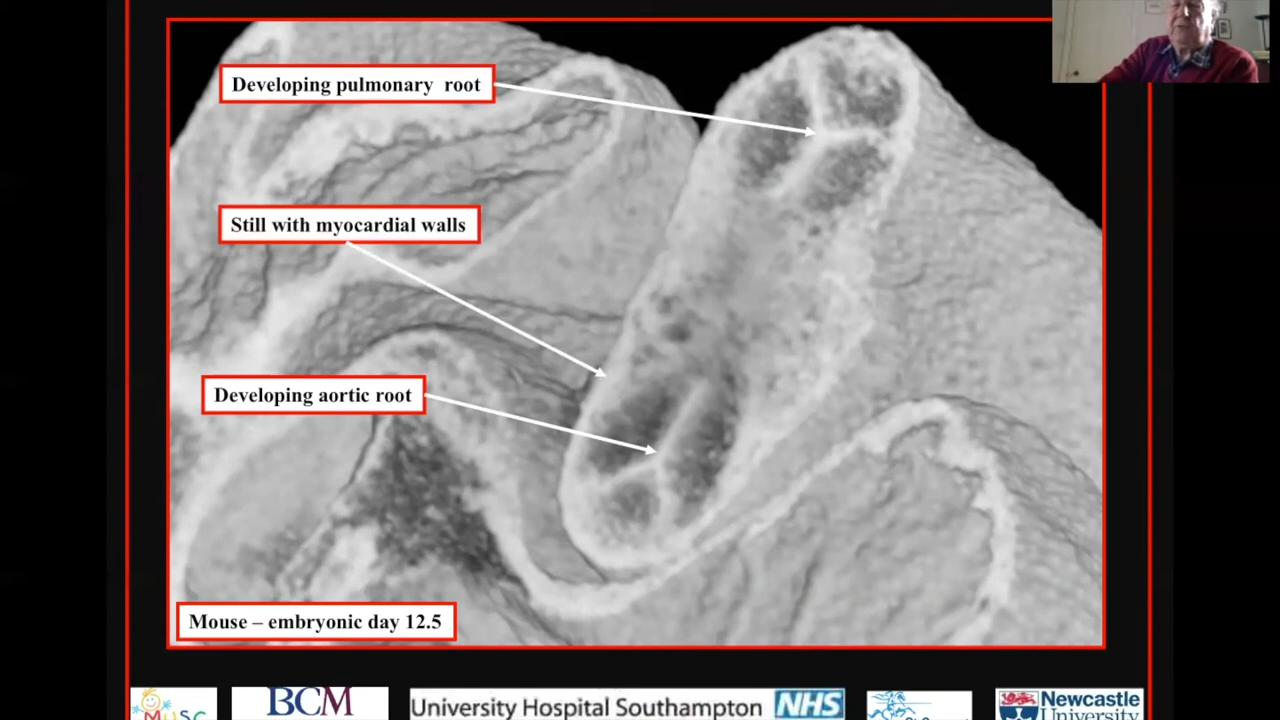 Developing pulmonary root
Still with myocardial walls
Developing aortic root
Mouse – embryonic day 12.5
MUSC
BCM
University Hospital Southampton NHS
Newcastle
University